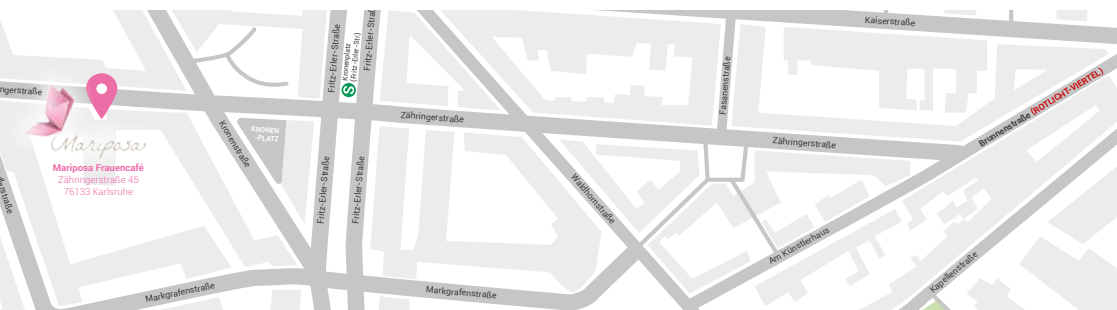 Kaiserstraße
Fritz-Erler-Straße
Kronenplatz
(Fritz-Erler-Str)
Fritz-Erler-Straß
S
Fasanenstraße
Brunnenstraße (ROTLICHT-VIERTEL)
ngerstraße
Zähringerstraße
Zähringerstraße
Kronenstraße
KRONEN
-PLATZ
Mariposa
Mariposa Frauencafé
Zähringerstraße 45
76133 Karlsruhe
Fritz-Erler-Straße
Fritz-Erler-Straße
Waldhornstraße
Am Künstlerhaus
Kapellenstraße
Markgrafenstraße
Markgrafenstraße